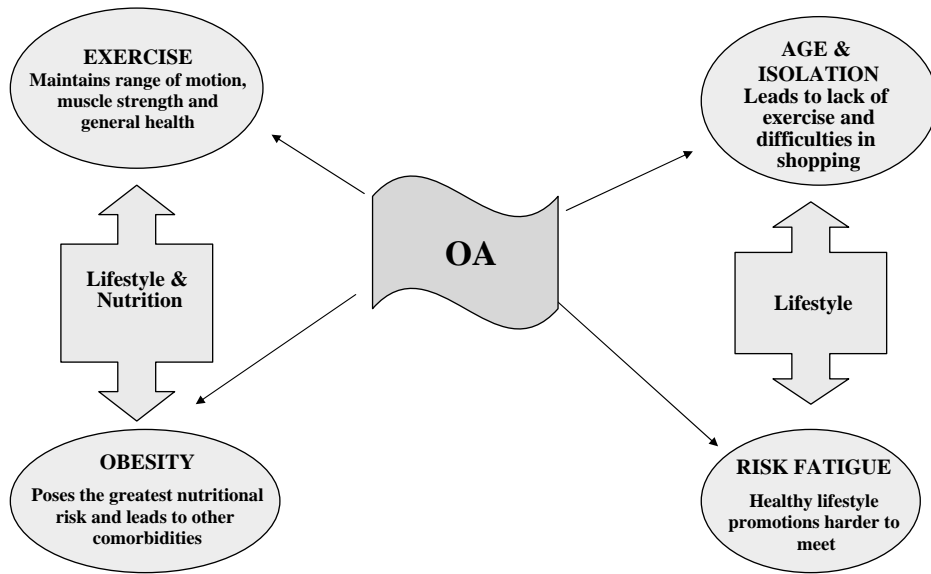 EXERCISE
Maintains range of motion,
muscle strength and
general health
AGE &
ISOLATION
Leads to lack of
exercise and
difficulties in
shopping
OA
Lifestyle &
Nutrition
Lifestyle
OBESITY
Poses the greatest nutritional
risk and leads to other
comorbidities
RISK FATIGUE
Healthy lifestyle
promotions harder to
meet